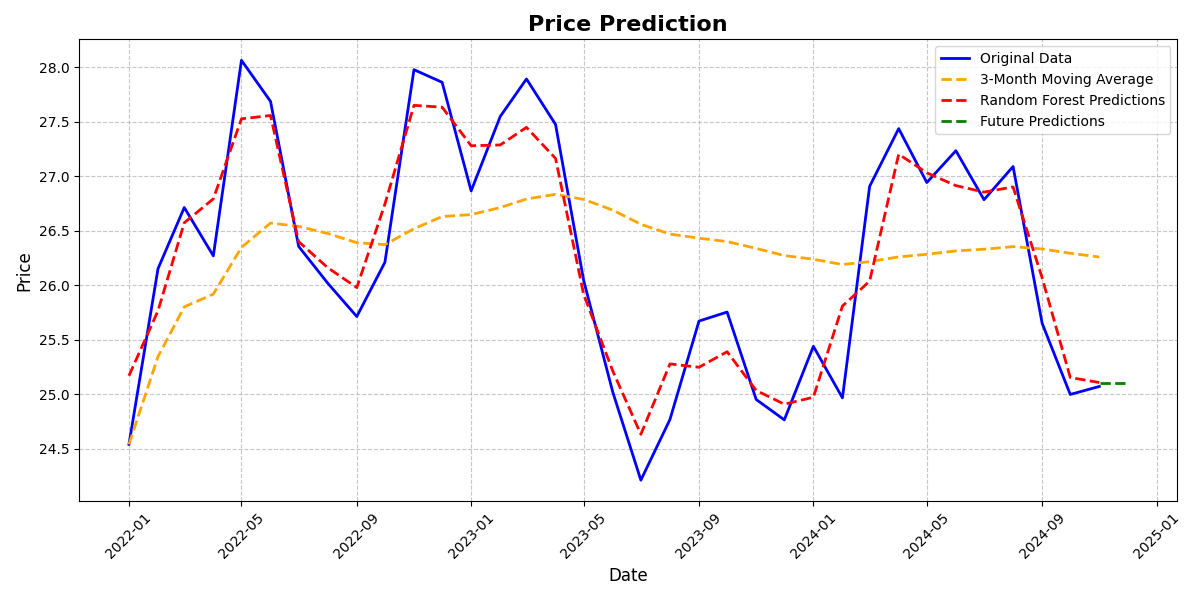 Price Prediction
Original Data
3-Month Moving Average
Random Forest Predictions
Future Predictions
28.0
27.5
27.0
26.5
26.0
25.5
25.0
24.5
Price
2022-01
2022-05
2022-09
2023-01
2023-05
2023-09
2024-01
2024-05
2024-09
2025-01
Date